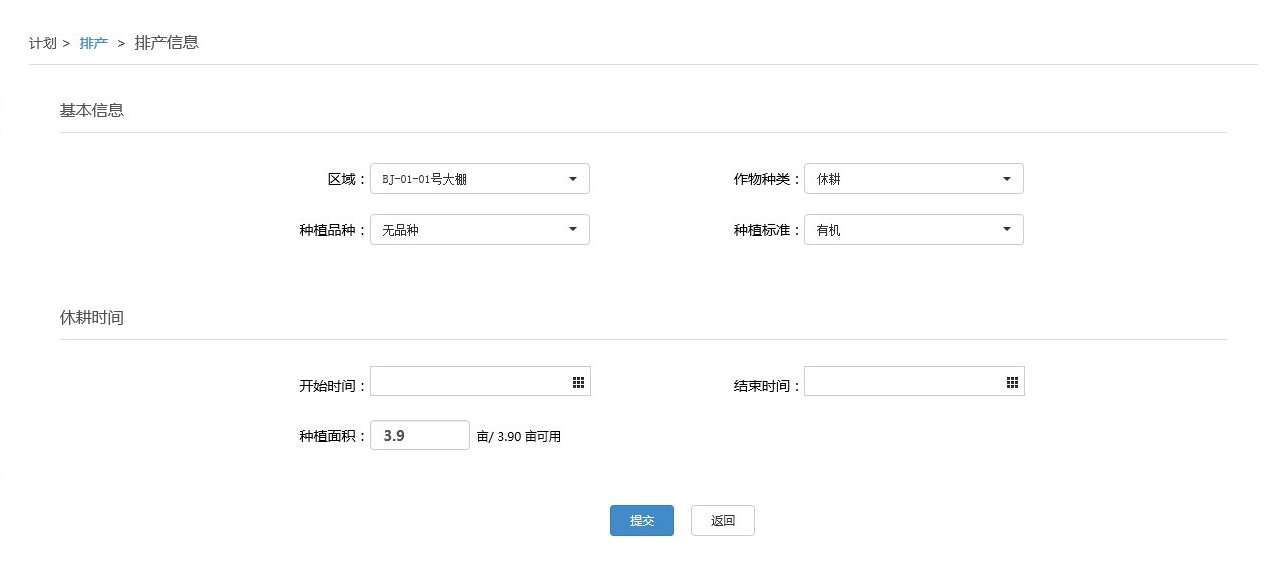 计划 > 排产 > 排产信息
基本信息
区域： BJ-01-01号大棚 作物种类： 休耕
种植品种： 无品种 种植标准： 有机
休耕时间
开始时间： 结束时间：
种植面积： 3.9 亩/ 3.90 亩可用
提交 返回